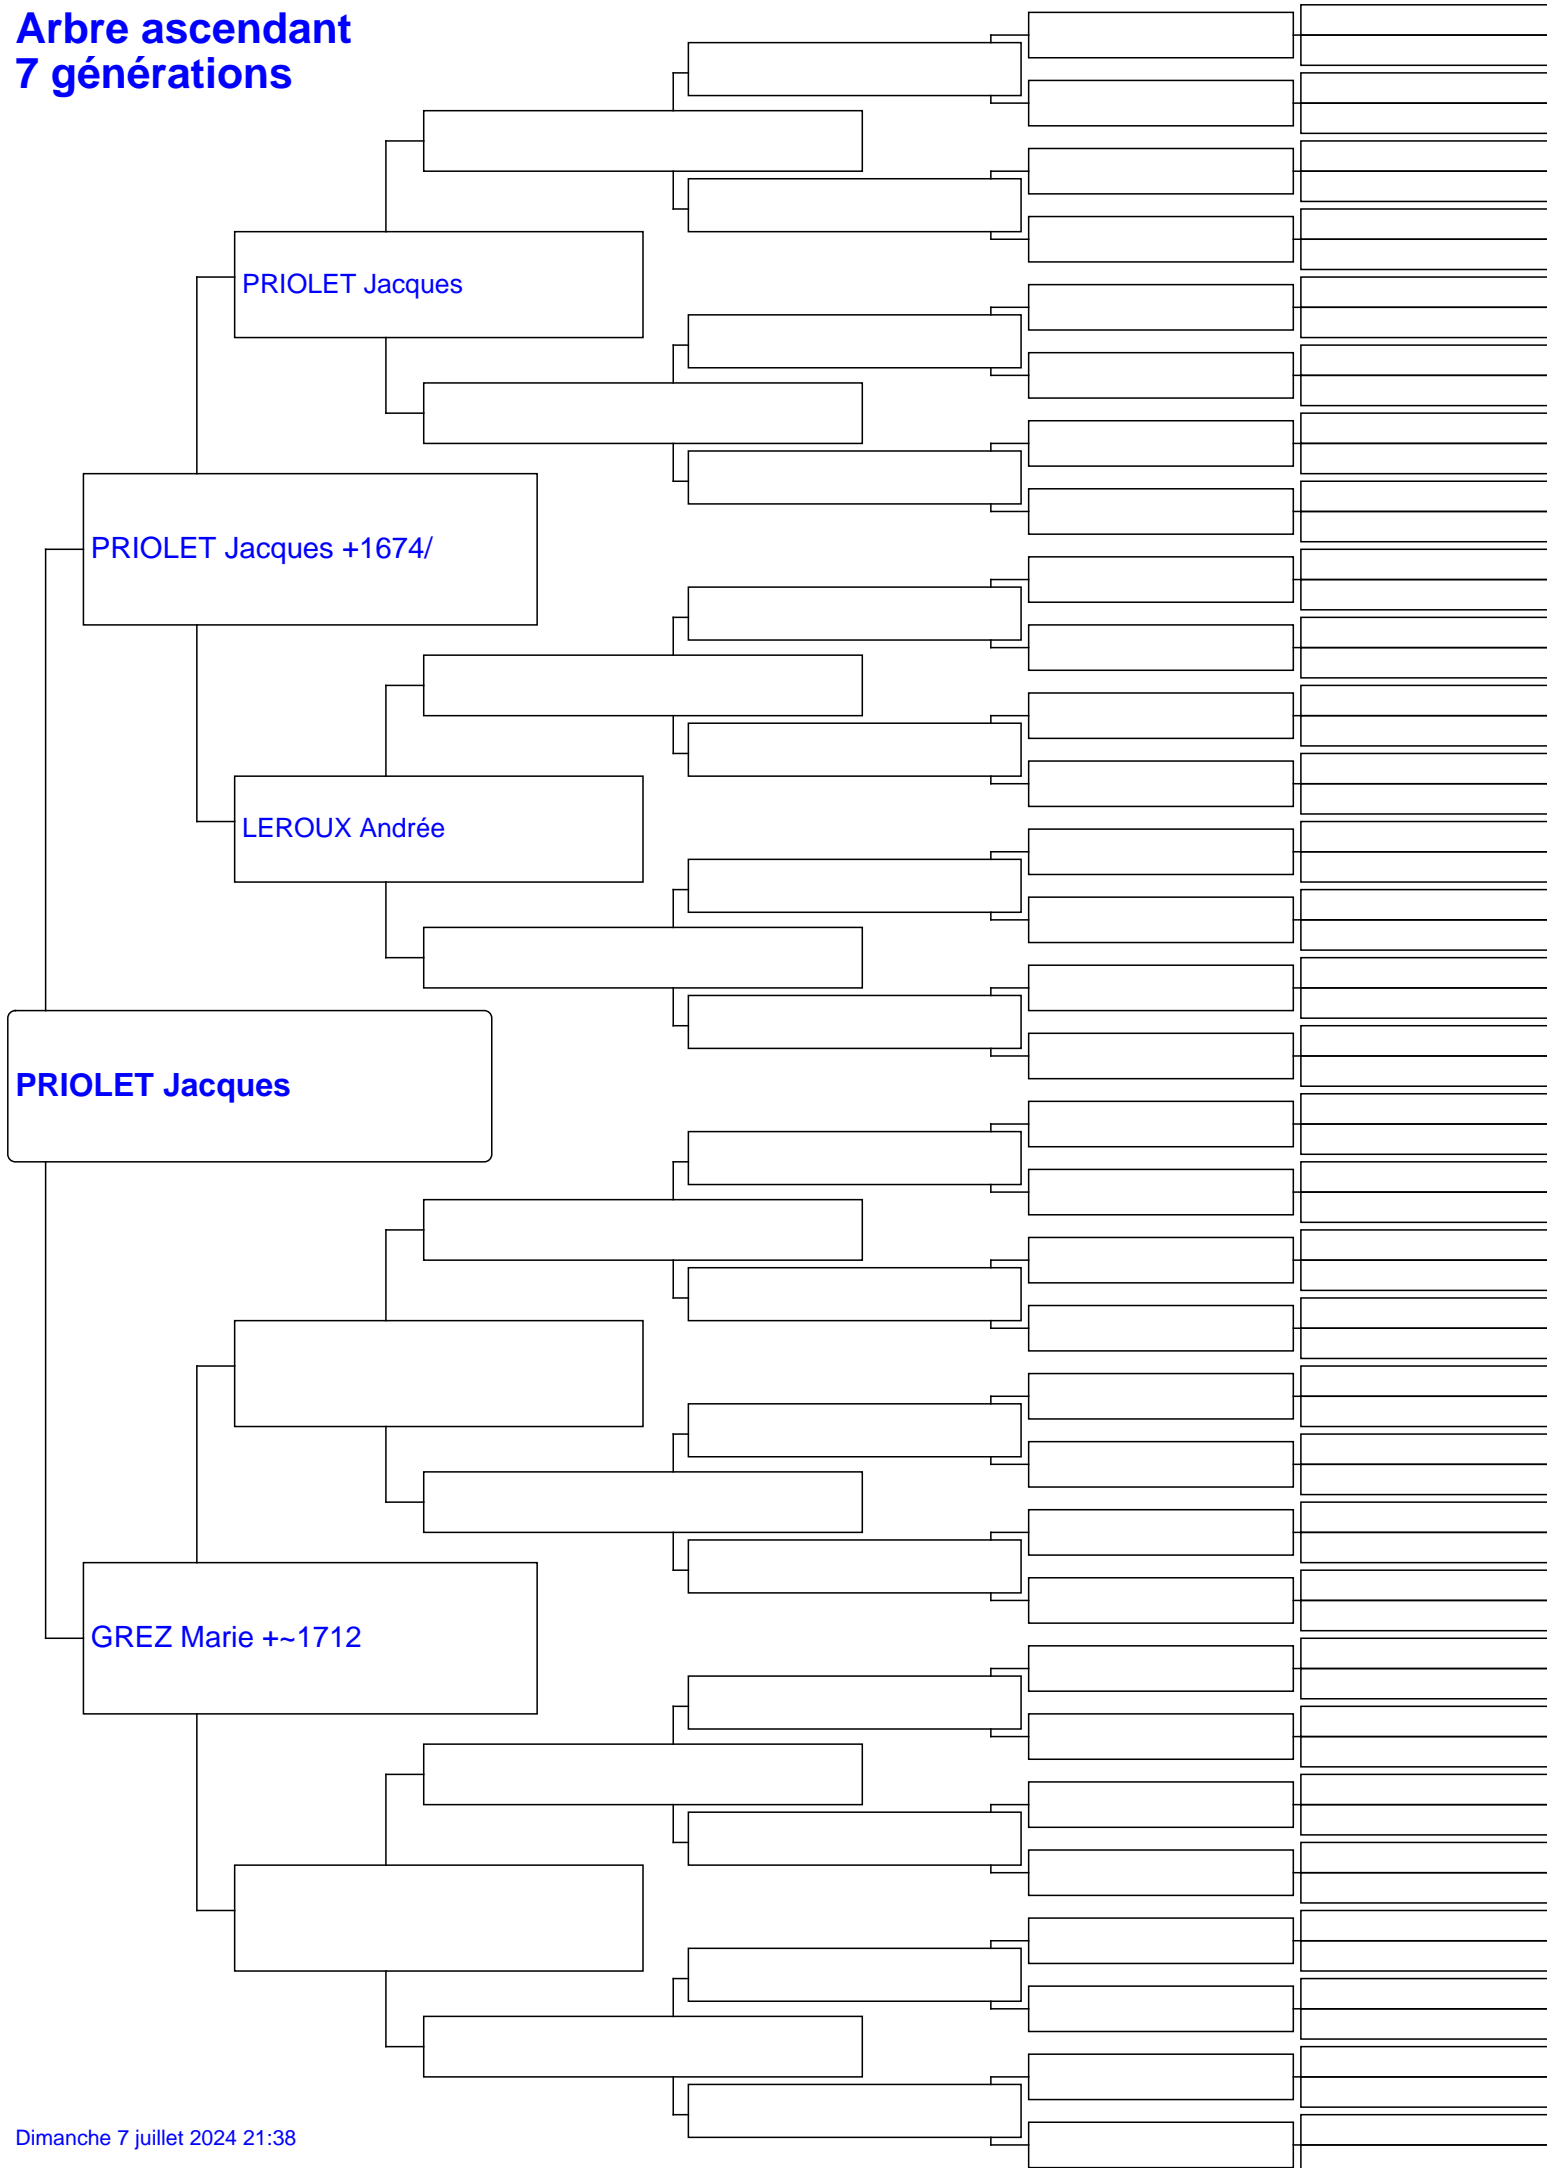 Arbre ascendant
7 générations
PRIOLET Jacques
PRIOLET Jacques +1674/
LEROUX Andrée
PRIOLET Jacques
GREZ Marie +~1712
Dimanche 7 juillet 2024 21:38